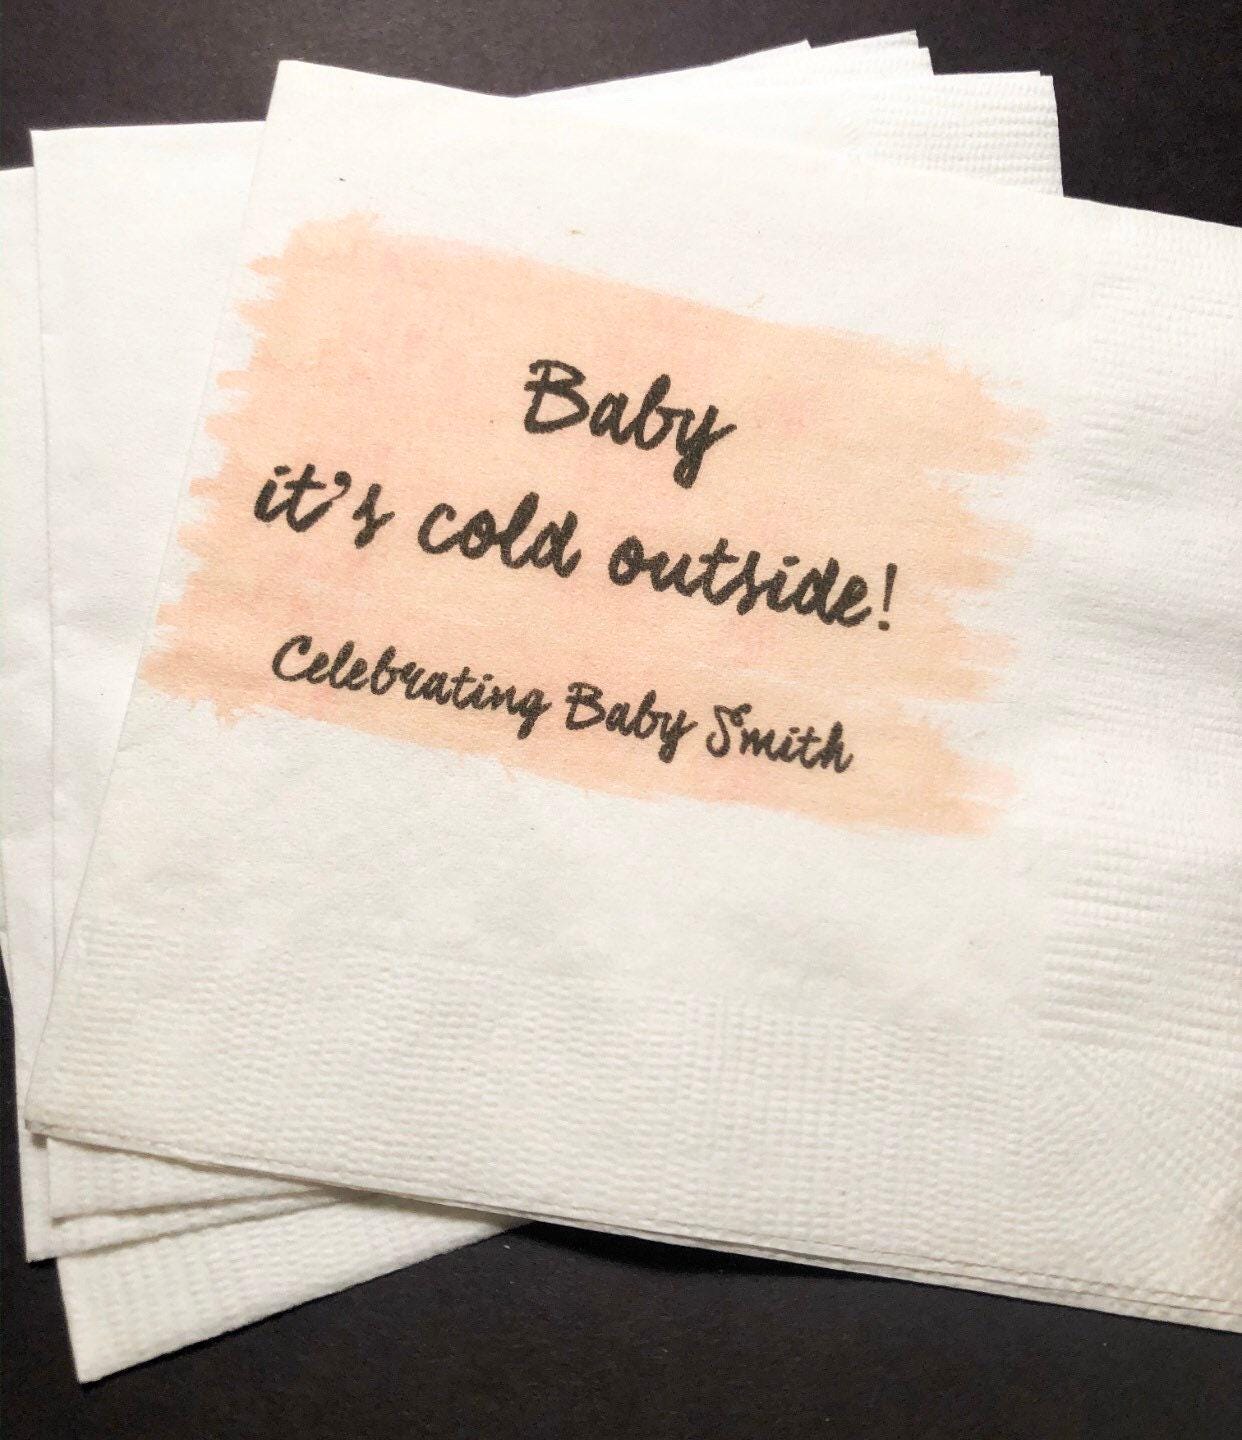 Baby
it's cold outside!
Celebrating Baby Smith